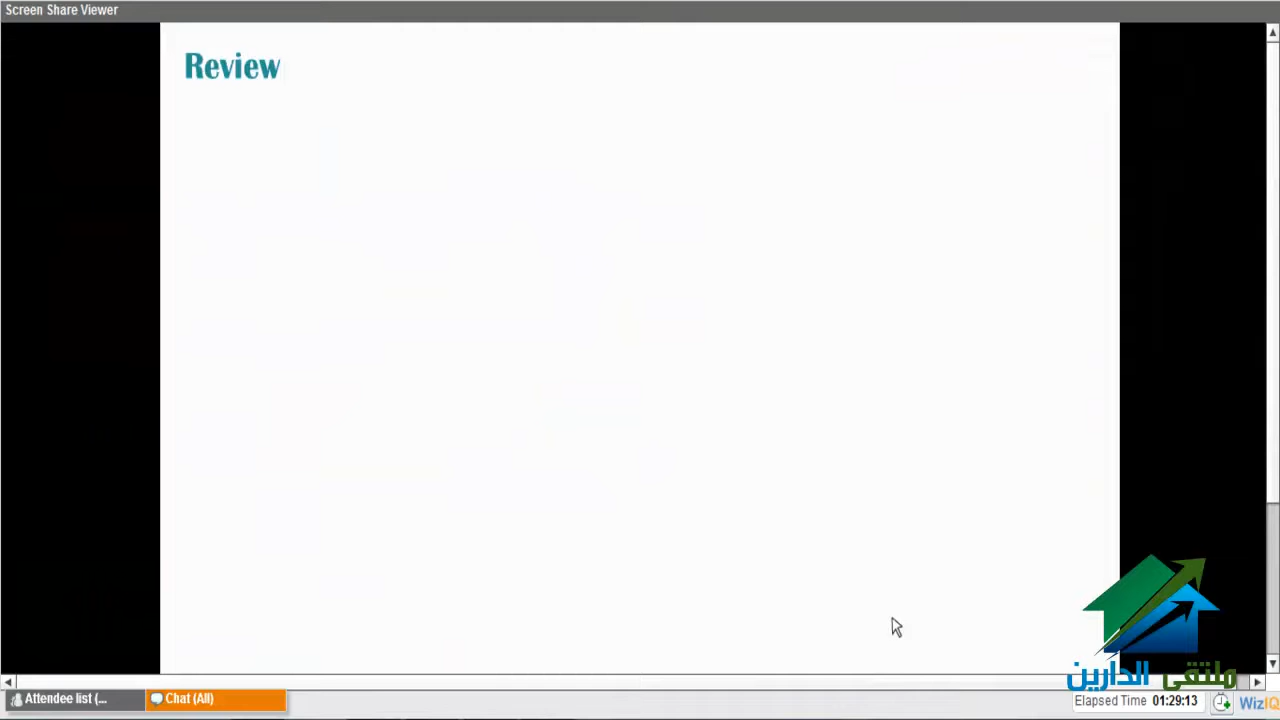 Screen Share Viewer
Review
ملتقى الدارين
Attendee list (...
Chat (All)
Elapsed Time 01:29:13
WizIQ